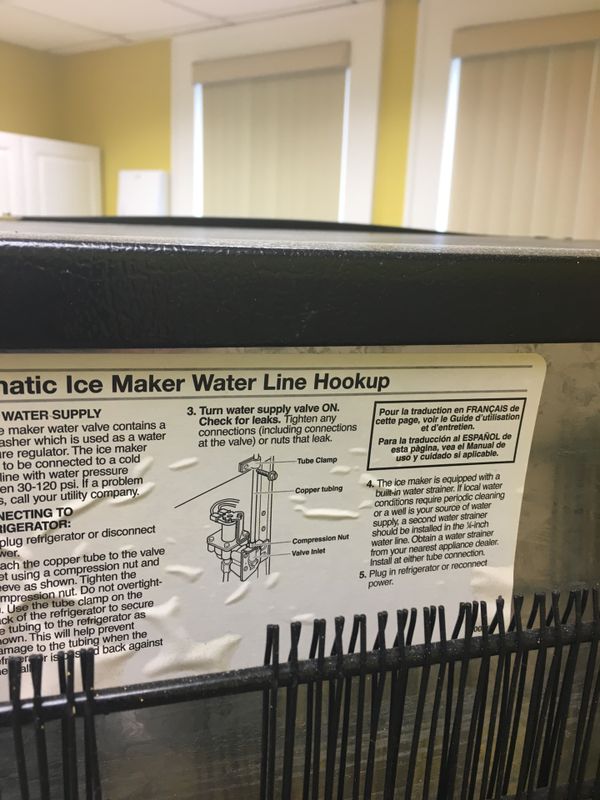 matic Ice Maker Water Line Hookup
WATER SUPPLY
e maker water valve contains a
asher which is used as a water
ure regulator. The ice maker
to be connected to a cold
line with water pressure
en 30-120 psi. If a problem
s, call your utility company.
NECTING TO
RIGERATOR:
plug refrigerator or disconnect
wer.
ach the copper tube to the valve
et using a compression nut and
eeve as shown. Tighten the
mpression nut. Do not overtight-
. Use the tube clamp on the
ck of the refrigerator to secure
e tubing to the refrigerator as
hown. This will help prevent
amage to the tubing when the
back against
3. Turn water supply valve ON.
Check for leaks. Tighten any
connections (including connections
at the valve) or nuts that leak.
Tube Clamp
Copper tubing
Compression Nut
Valve Inlet
Pour la traduction en FRANÇAIS de
cette page, voir le Guide d'utilisation
et d'entretien.
Para la traducción al ESPAÑOL de
esta pàgina, vea el Manual de
uso y cuidado si aplicable.
4. The ice maker is equipped with a
built-in water strainer. If local water
conditions require periodic cleaning
or a well is your source of water
supply, a second water strainer
should be installed in the ¼-inch
water line. Obtain a water strainer
from your nearest appliance dealer.
Install at either tube connection.
5. Plug in refrigerator or reconnect
power.